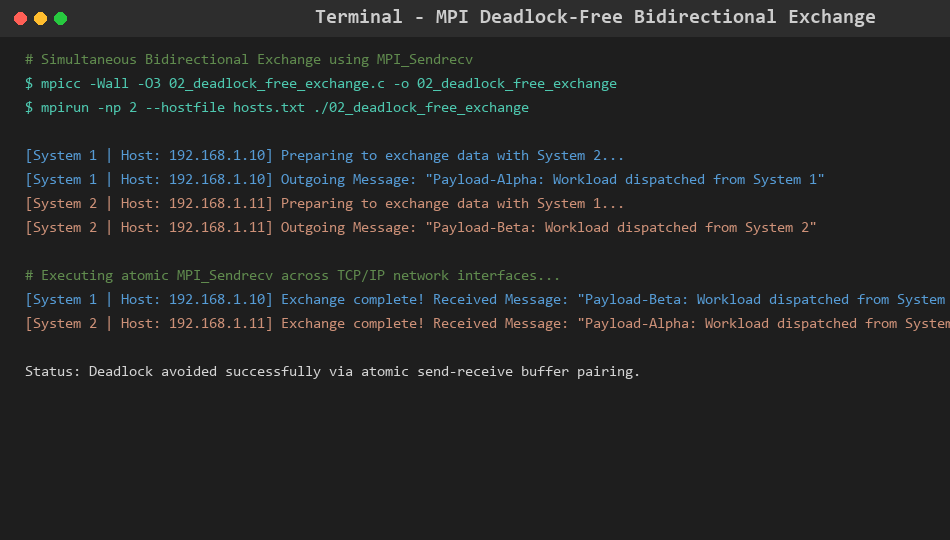 Terminal - MPI Deadlock-Free Bidirectional Exchange
# Simultaneous Bidirectional Exchange using MPI_Sendrecv
$ mpicc -Wall -O3 02_deadlock_free_exchange.c -o 02_deadlock_free_exchange
$ mpirun -np 2 --hostfile hosts.txt ./02_deadlock_free_exchange
[System 1 | Host: 192.168.1.10] Preparing to exchange data with System 2...
[System 1 | Host: 192.168.1.10] Outgoing Message: "Payload-Alpha: Workload dispatched from System 1"
[System 2 | Host: 192.168.1.11] Preparing to exchange data with System 1...
[System 2 | Host: 192.168.1.11] Outgoing Message: "Payload-Beta: Workload dispatched from System 2"
# Executing atomic MPI_Sendrecv across TCP/IP network interfaces...
[System 1 | Host: 192.168.1.10] Exchange complete! Received Message: "Payload-Beta: Workload dispatched from System
[System 2 | Host: 192.168.1.11] Exchange complete! Received Message: "Payload-Alpha: Workload dispatched from System
Status: Deadlock avoided successfully via atomic send-receive buffer pairing.